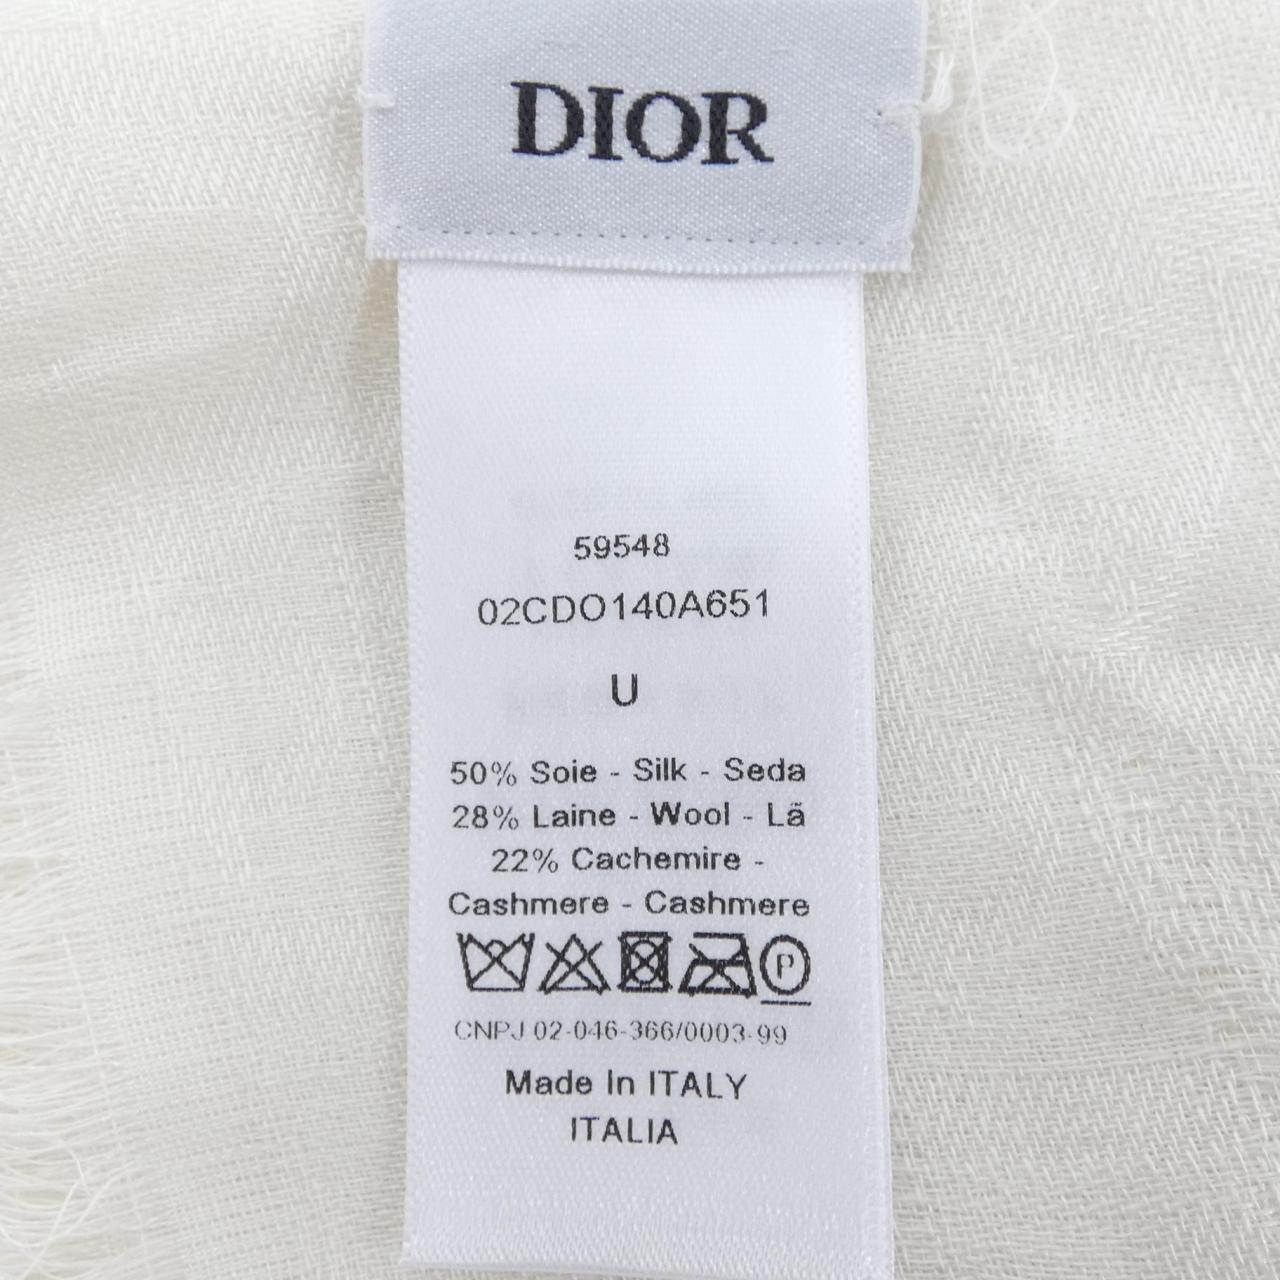 DIOR
59548
02CDO140A651
U
50% Soie - Silk - Seda
28% Laine - Wool - Lã
22% Cachemire -
Cashmere - Cashmere
P
CNPJ 02-046-366/0003-99
Made In ITALY
ITALIA